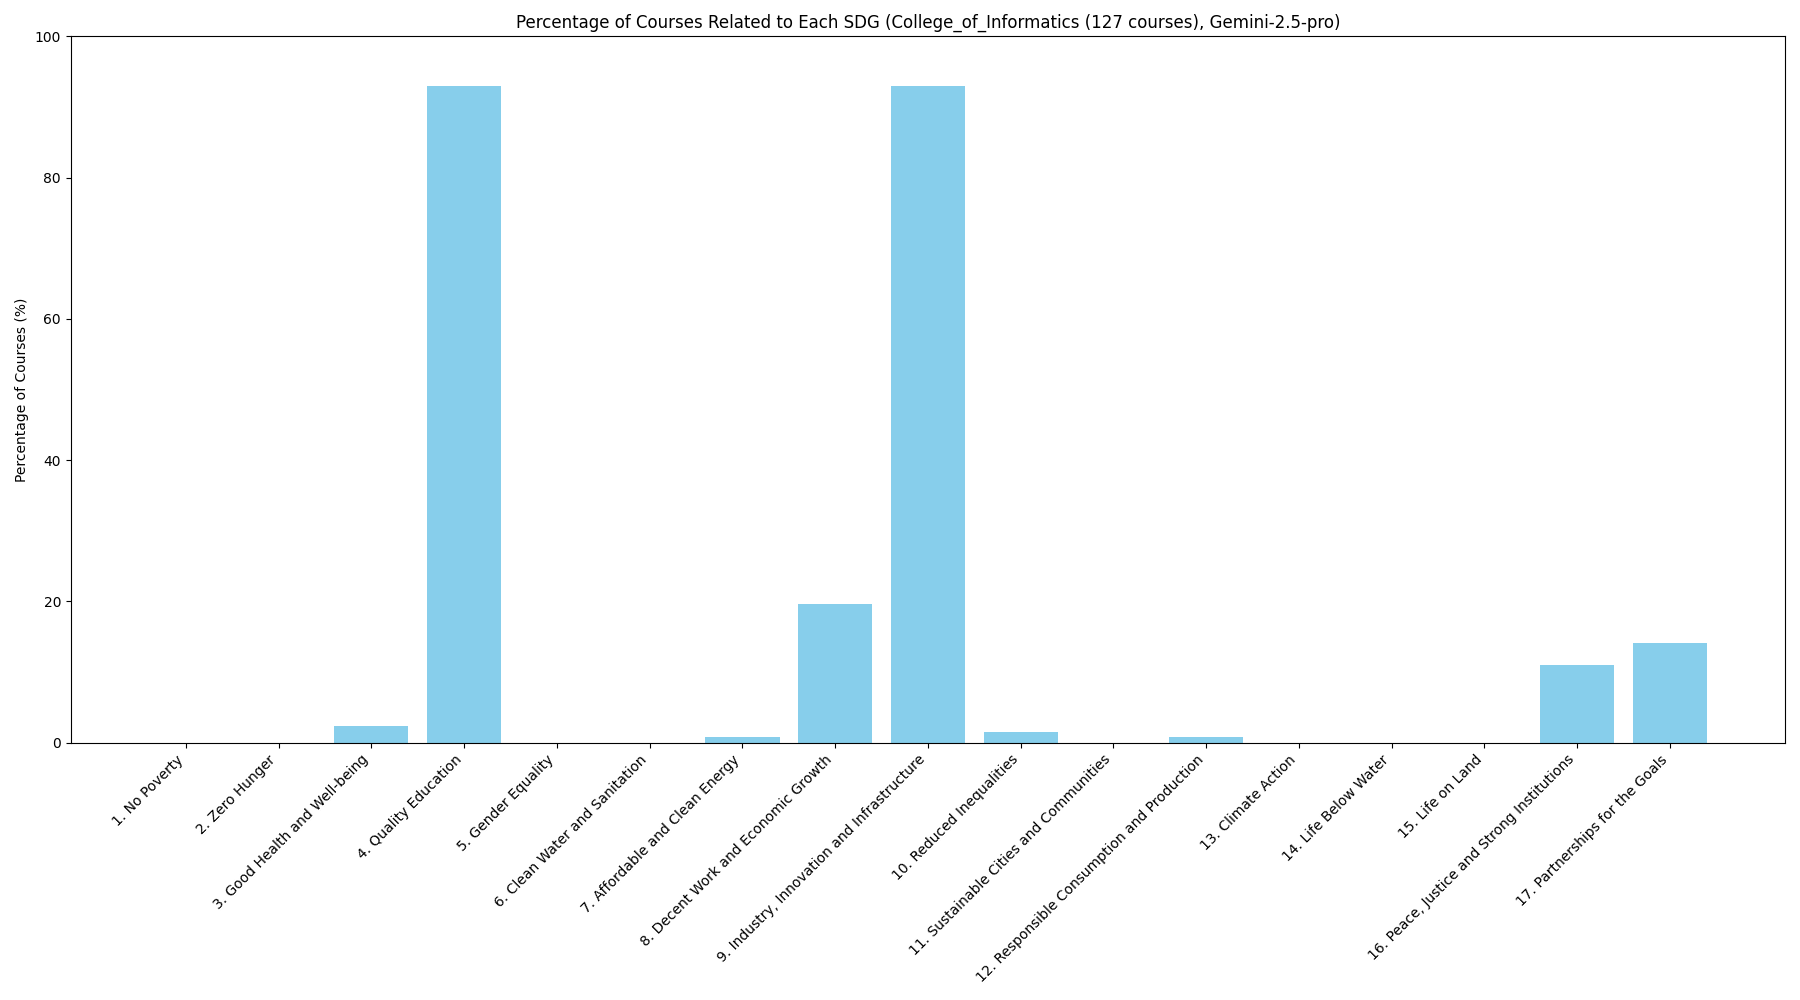 Percentage of Courses Related to Each SDG (College_of_Informatics (127 courses), Gemini-2.5-pro)
Percentage of Courses (%)
100
80
60
40
20
0
1. No Poverty
2. Zero Hunger
3. Good Health and Well-being
4. Quality Education
5. Gender Equality
6. Clean Water and Sanitation
7. Affordable and Clean Energy
8. Decent Work and Economic Growth
9. Industry, Innovation and Infrastructure
10. Reduced Inequalities
11. Sustainable Cities and Communities
12. Responsible Consumption and Production
13. Climate Action
14. Life Below Water
15. Life on Land
16. Peace, Justice and Strong Institutions
17. Partnerships for the Goals